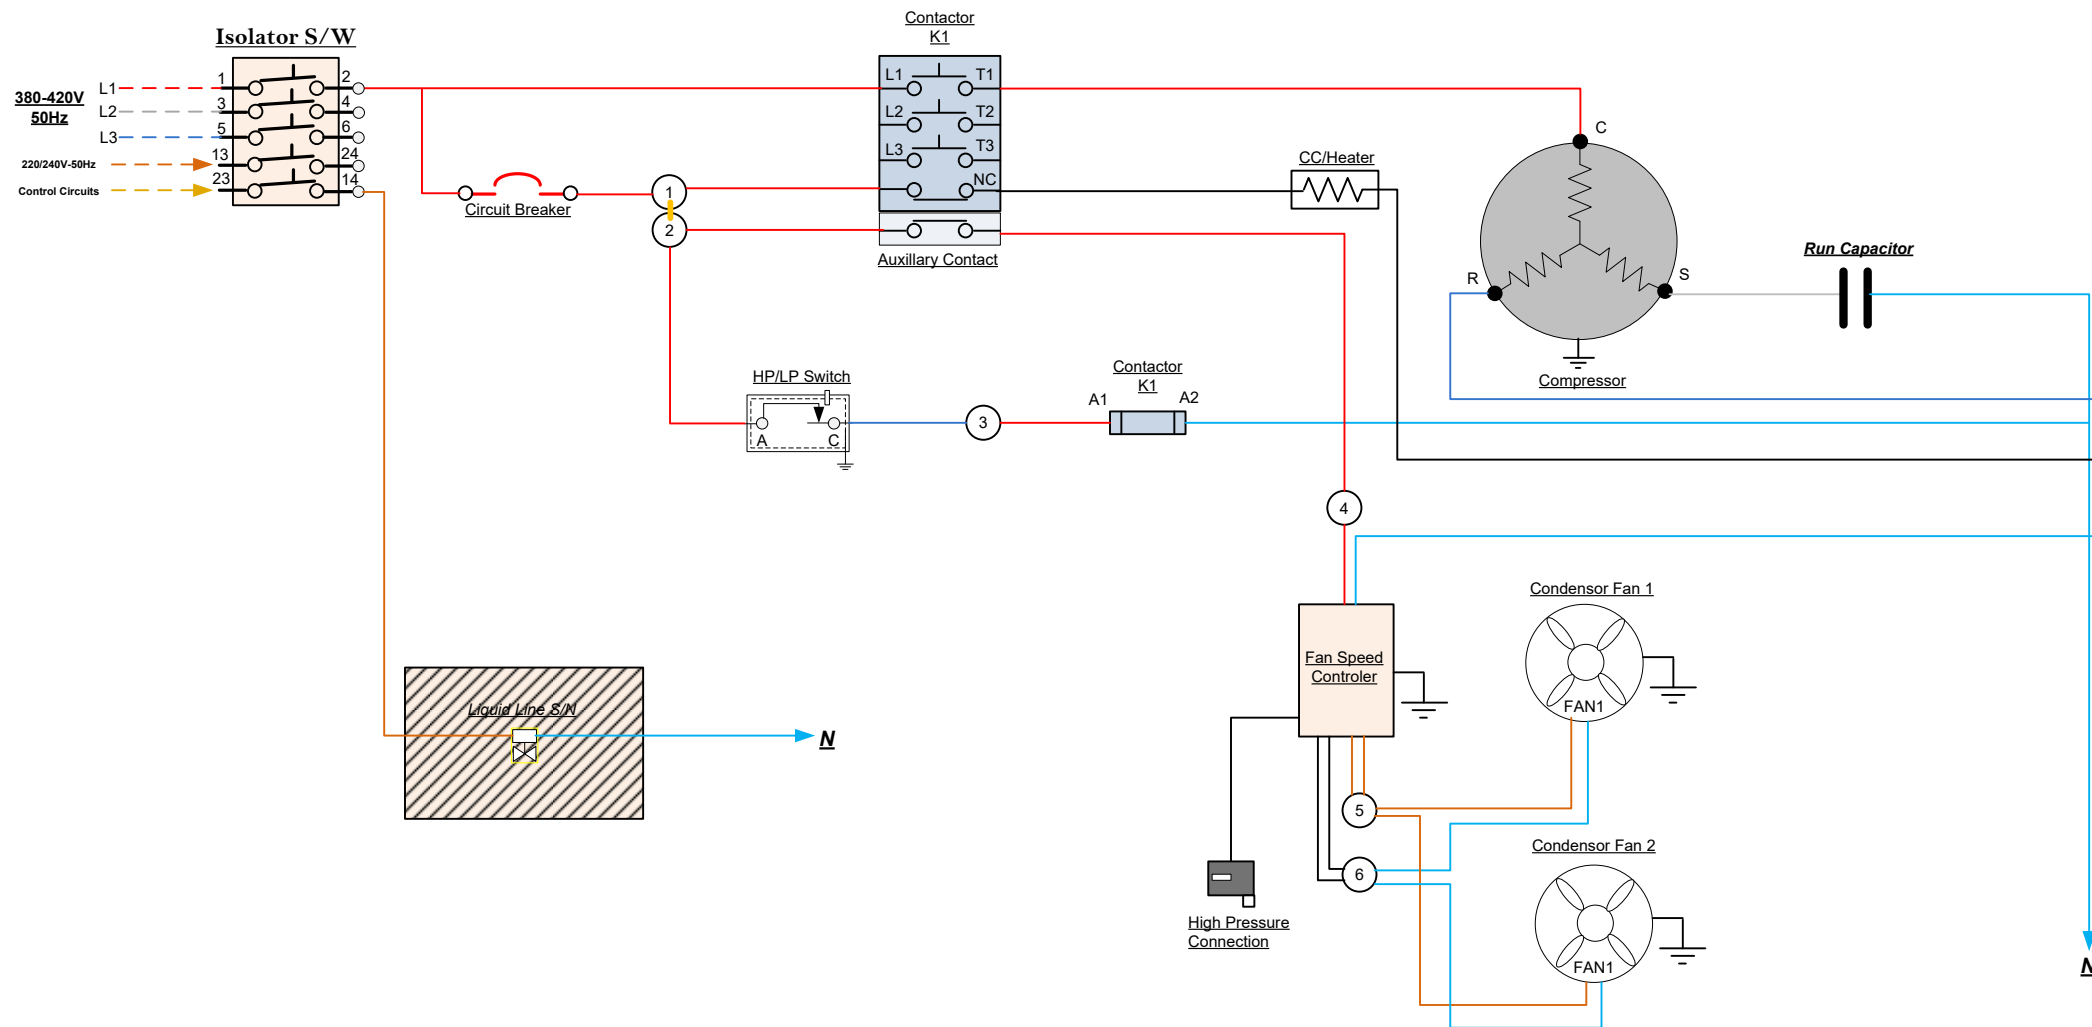 Isolator S/W
Contactor
K1
380-420V
50Hz
L1
L2
L3
220/240V-50Hz
Control Circuits
1
3
5
13
23
2
4
6
24
14
L1
T1
L2
T2
L3
T3
NC
Auxillary Contact
Circuit Breaker
1
2
CC/Heater
C
R
S
Compressor
Run Capacitor
HP/LP Switch
A
C
3
Contactor
K1
A1
A2
4
Fan Speed
Controler
Condensor Fan 1
FAN1
Liquid Line S/N
N
5
6
High Pressure
Connection
Condensor Fan 2
FAN1
N